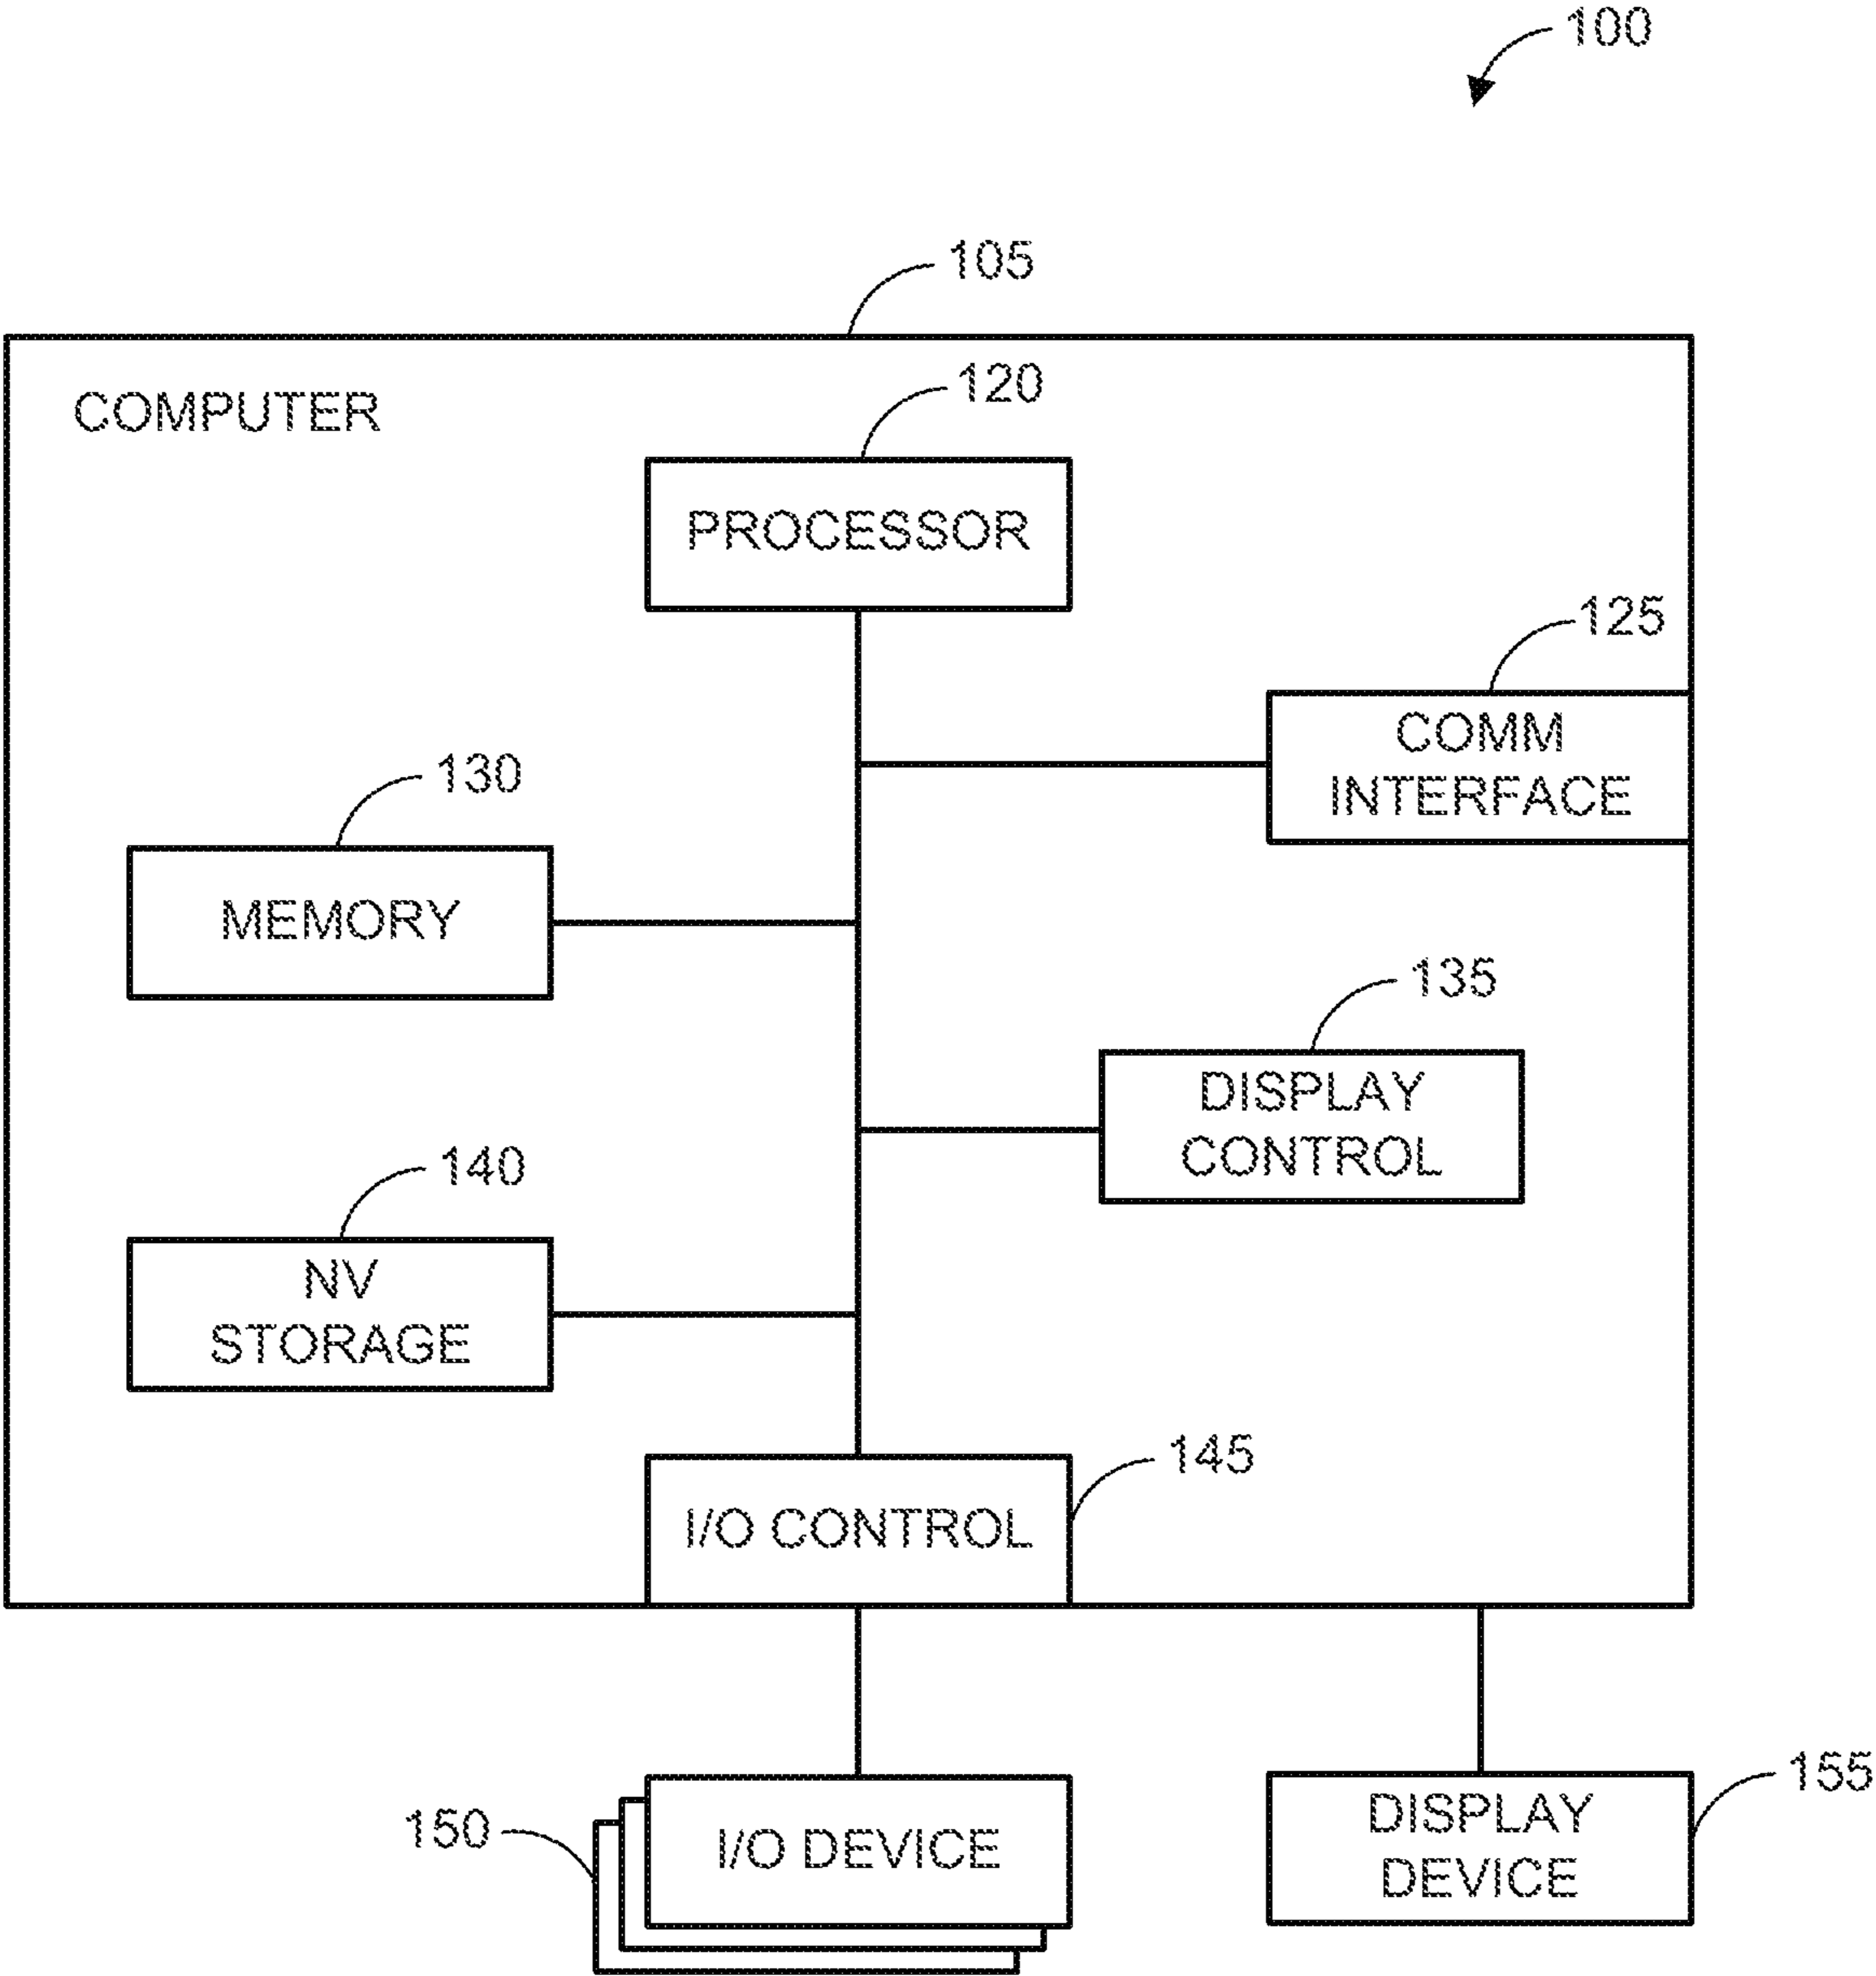 100
105
COMPUTER
120
PROCESSOR
125
COMM
INTERFACE
130
MEMORY
135
DISPLAY
CONTROL
140
NV
STORAGE
145
I/O CONTROL
150
I/O DEVICE
155
DISPLAY
DEVICE